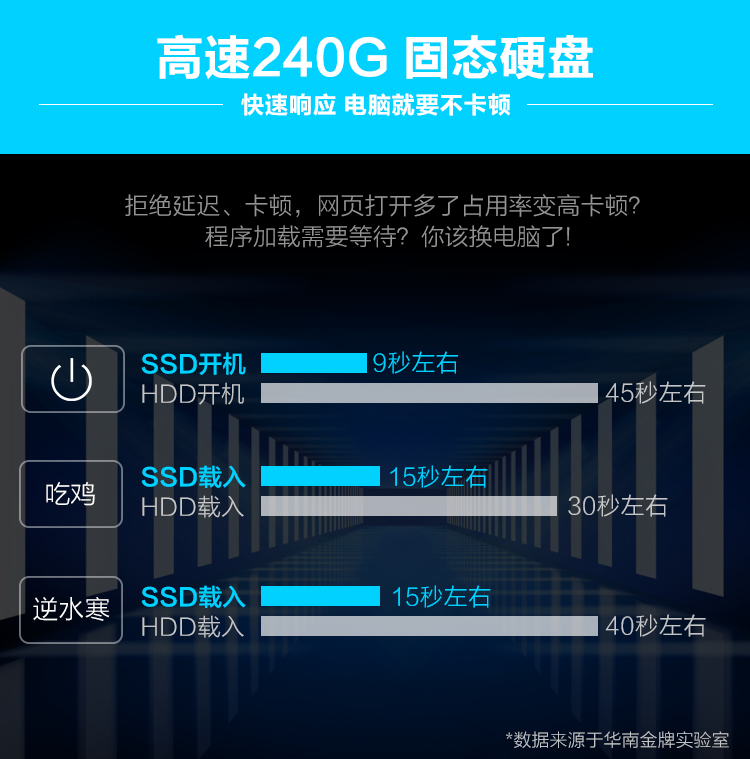 高速240G 固态硬盘
快速响应 电脑就要不卡顿
拒绝延迟、卡顿，网页打开多了占用率变高卡顿？
程序加载需要等待？你该换电脑了！
SSD开机 9秒左右
HDD开机 45秒左右
吃鸡
SSD载入 15秒左右
HDD载入 30秒左右
逆水寒
SSD载入 15秒左右
HDD载入 40秒左右
*数据来源于华南金牌实验室